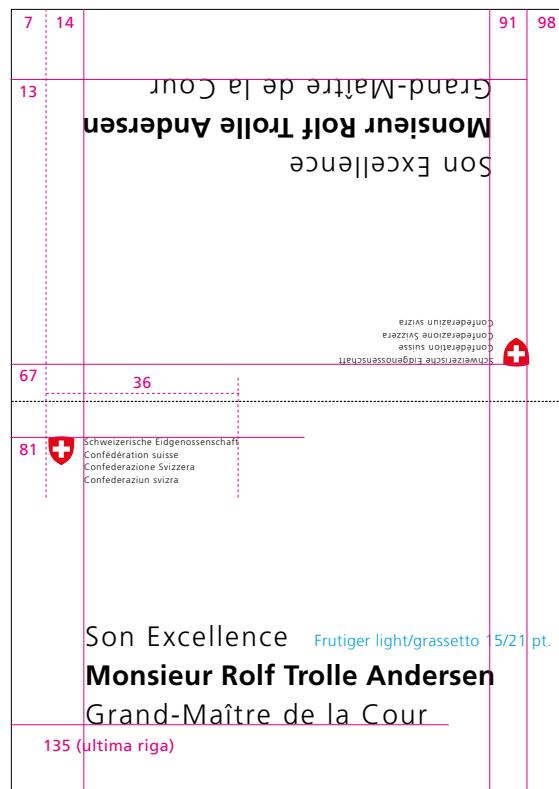 7 14 91 98
13
Grand-Maître de la Cour
Monsieur Rolf Trolle Andersen
Son Excellence
Confederaziun svizra
Confederazione Svizzera
Confédération suisse
Schweizerische Eidgenossenschaft
67
36
81
Schweizerische Eidgenossenschaft
Confédération suisse
Confederazione Svizzera
Confederaziun svizra
Son Excellence Frutiger light/grassetto 15/21 pt.
Monsieur Rolf Trolle Andersen
Grand-Maître de la Cour
135 (ultima riga)